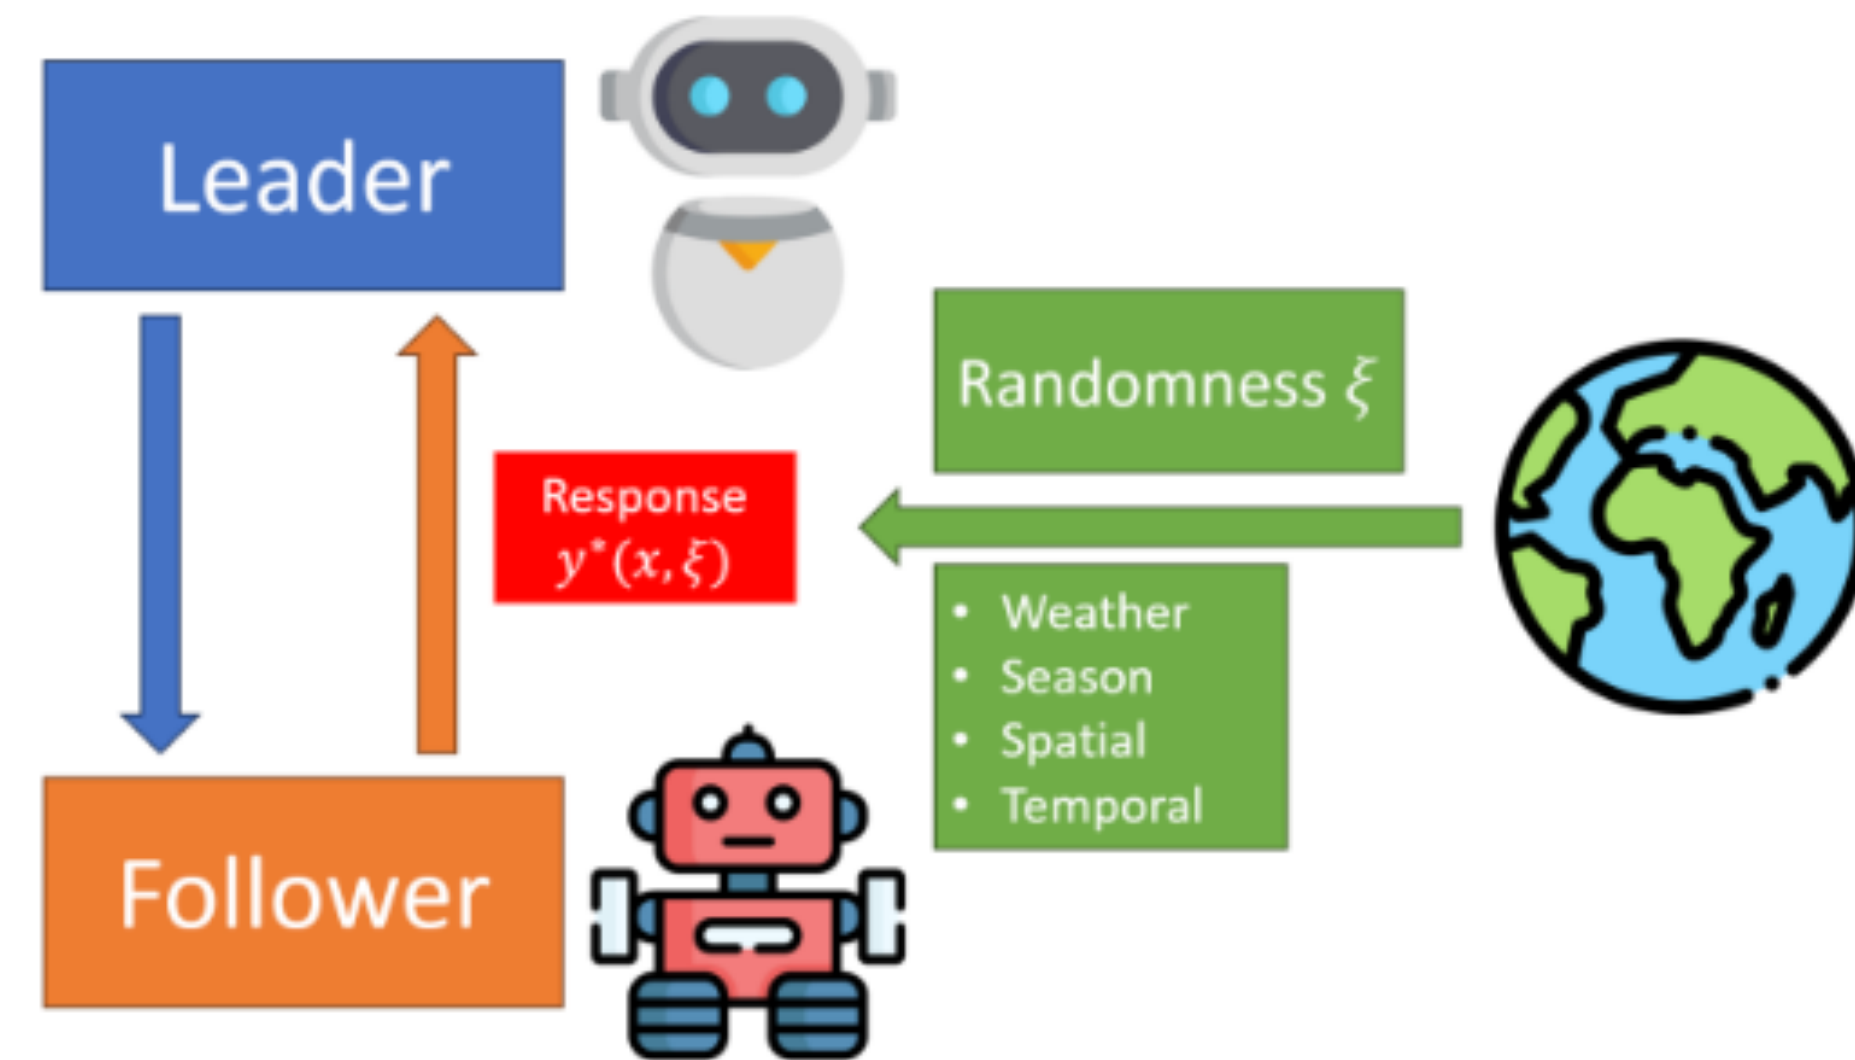 Leader
Randomness ξ
Response
y*(x, ξ)
• Weather
• Season
• Spatial
• Temporal
Follower